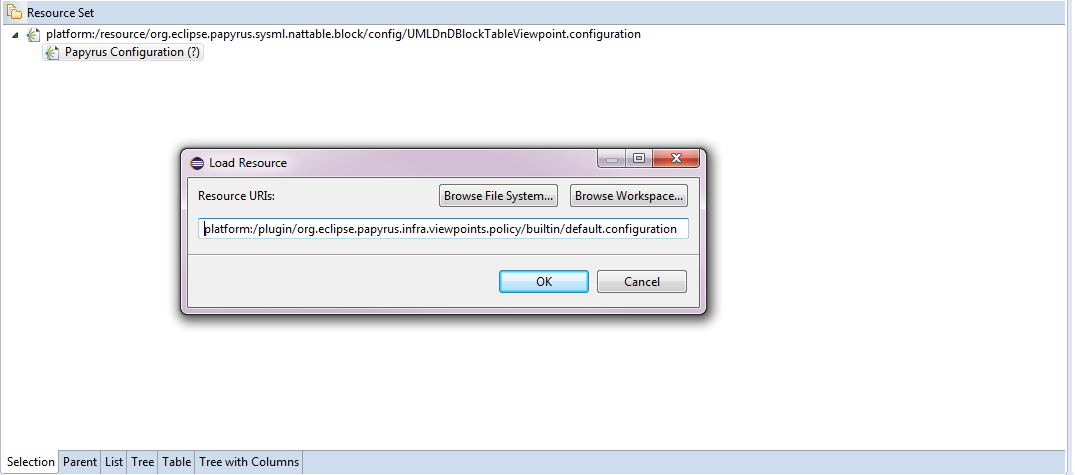 Resource Set
platform:/resource/org.eclipse.papyrus.sysml.nattable.block/config/UMLDnDBlockTableViewpoint.configuration
Papyrus Configuration (?)
Load Resource
Resource URIs: Browse File System... Browse Workspace...
platform:/plugin/org.eclipse.papyrus.infra.viewpoints.policy/builtin/default.configuration
OK Cancel
Selection Parent List Tree Table Tree with Columns